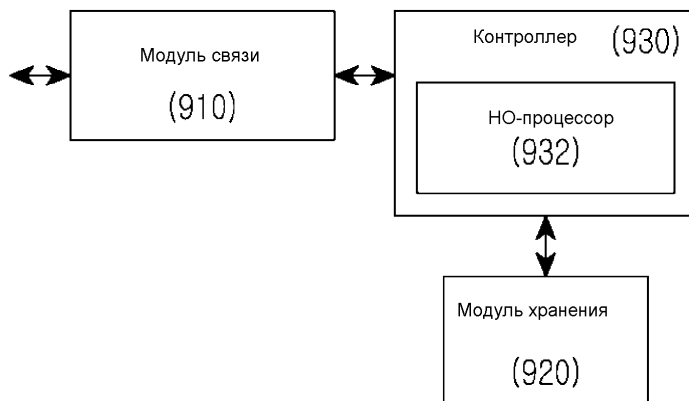 Модуль связи
(910)
Контроллер (930)
НО-процессор
(932)
Модуль хранения
(920)